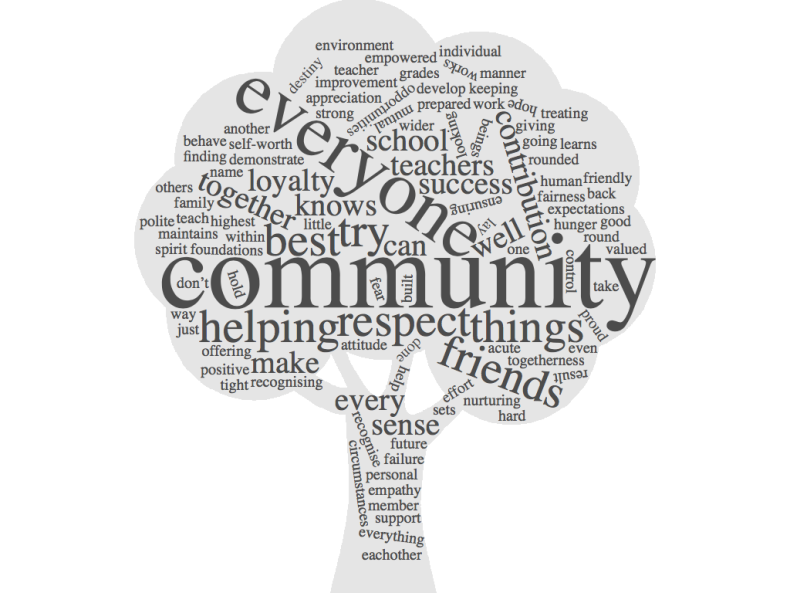 environment
individual
empowered
works
destiny
teacher
grades
manner
improvement
develop keeping
opportunities
appreciation
prepared work
hope
treating
mutual
strong
wider
looking
beings
giving
everyone
contribution
another
school
going learns
behave self-worth
finding demonstrate
teachers
rounded
name
loyalty
success
human friendly
others
together
fairness back
family
knows
ensuring
expectations
polite teach highest
little
lay
hunger good
maintains
within
best
try
can
well
one
round
spirit foundations
valued
community
control
don't
hold
fear
built
take
way
just
helping
respect
things
proud
attitude
done
friends
acute
even
offering
make
togetherness
positive
help
result
tight recognising
effort
every
nurturing
sets
hard
recognise
sense
future
circumstances
failure
personal
empathy
member
support
everything
eachother